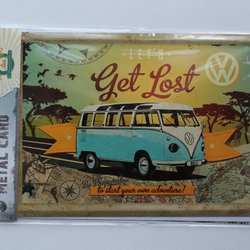 LET'S
Get Lost
to start your own adventure!
METAL CARD